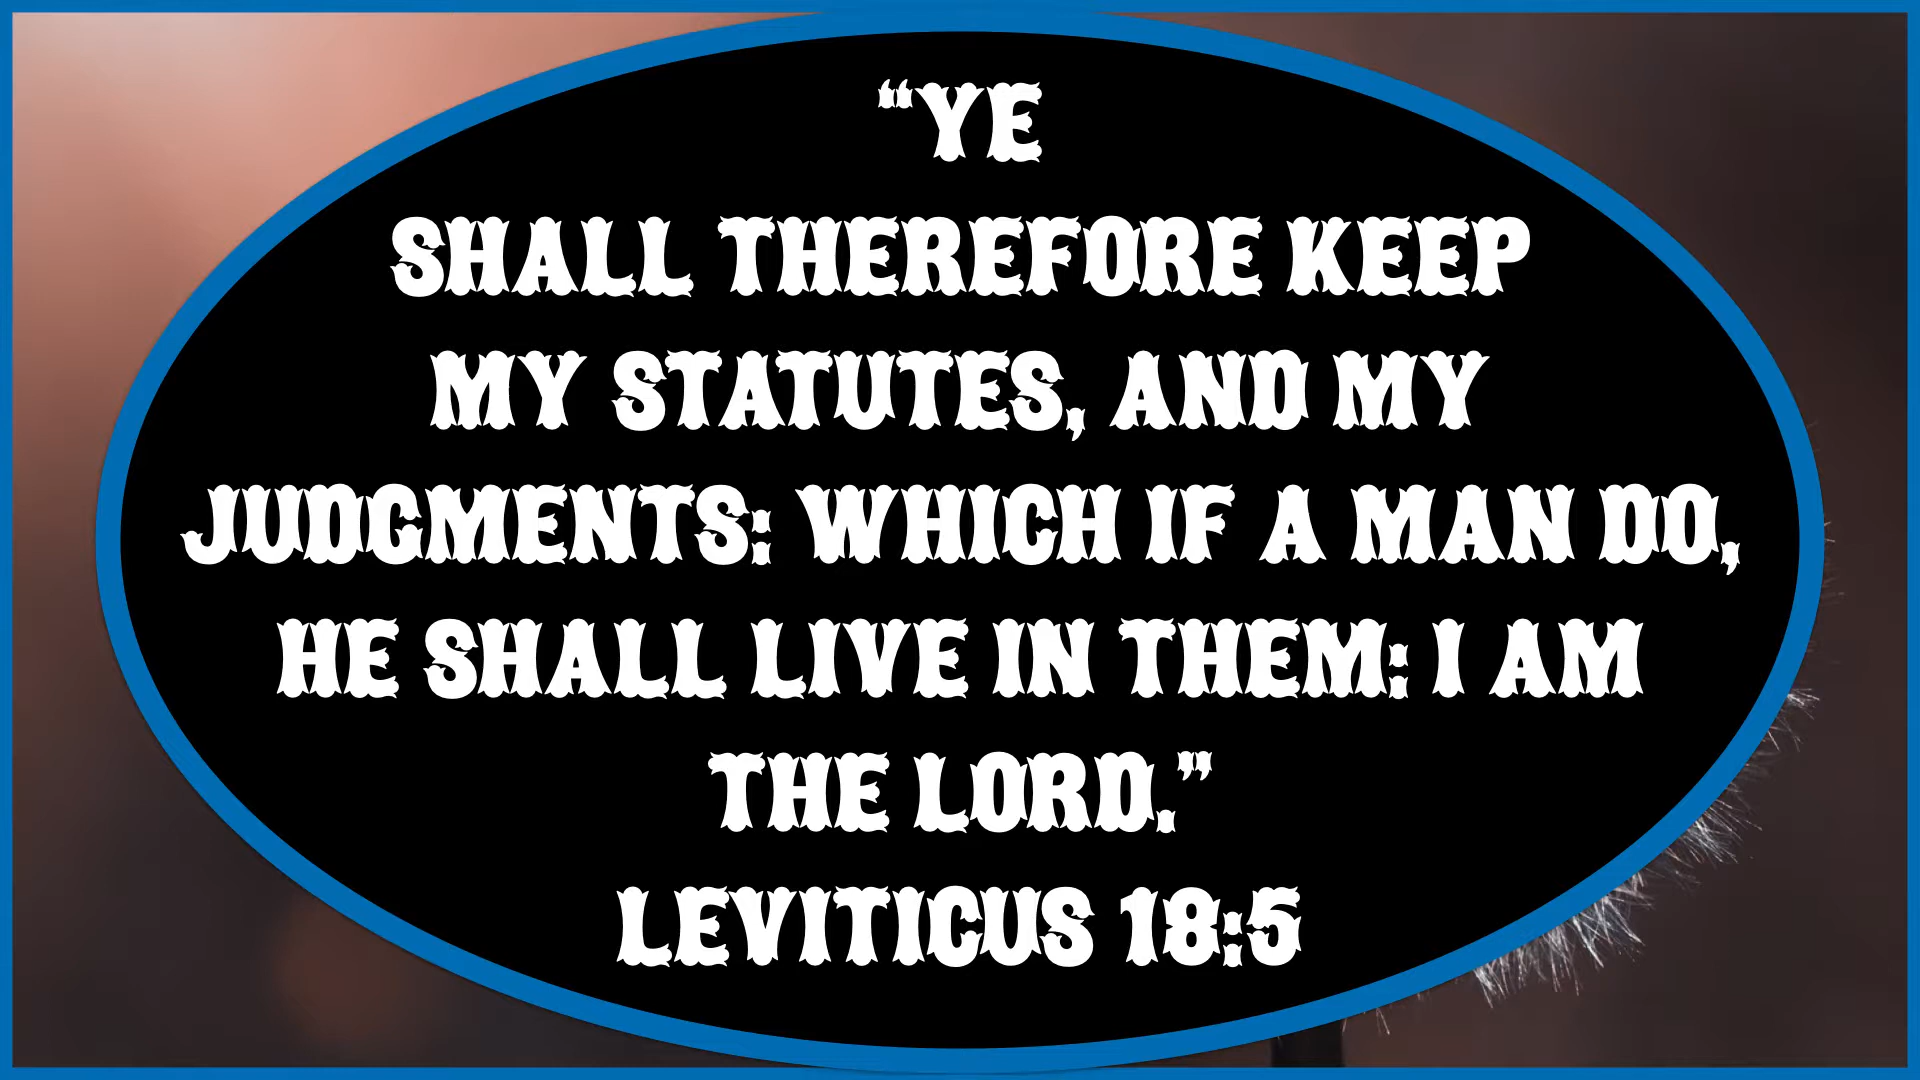 “YE
SHALL THEREFORE KEEP
MY STATUTES, AND MY
JUDGMENTS: WHICH IF A MAN DO,
HE SHALL LIVE IN THEM: I AM
THE LORD.”
LEVITICUS 18:5